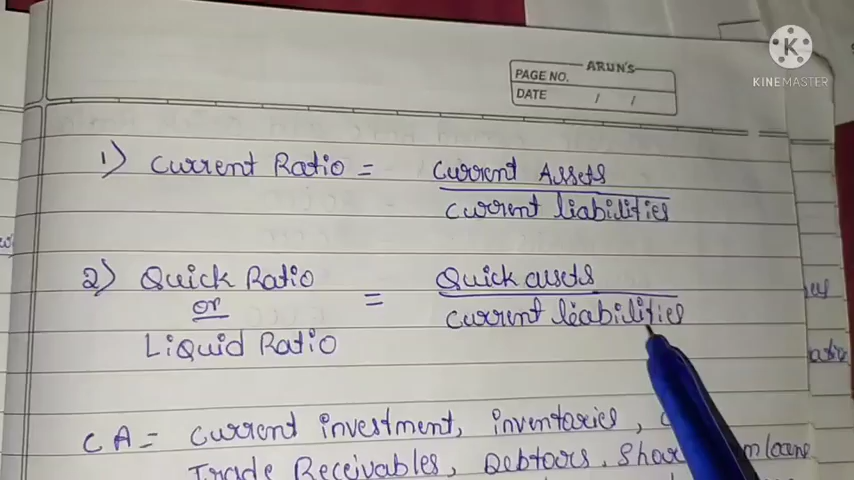 ARUN'S
PAGE NO.
DATE / /
KINEMASTER
1) Current Ratio = Current Assets
Current liabilities
2) Quick Ratio or Liquid Ratio = Quick assets
Current liabilities
CA = Current investment, inventories,
Trade Receivables, Debtors,